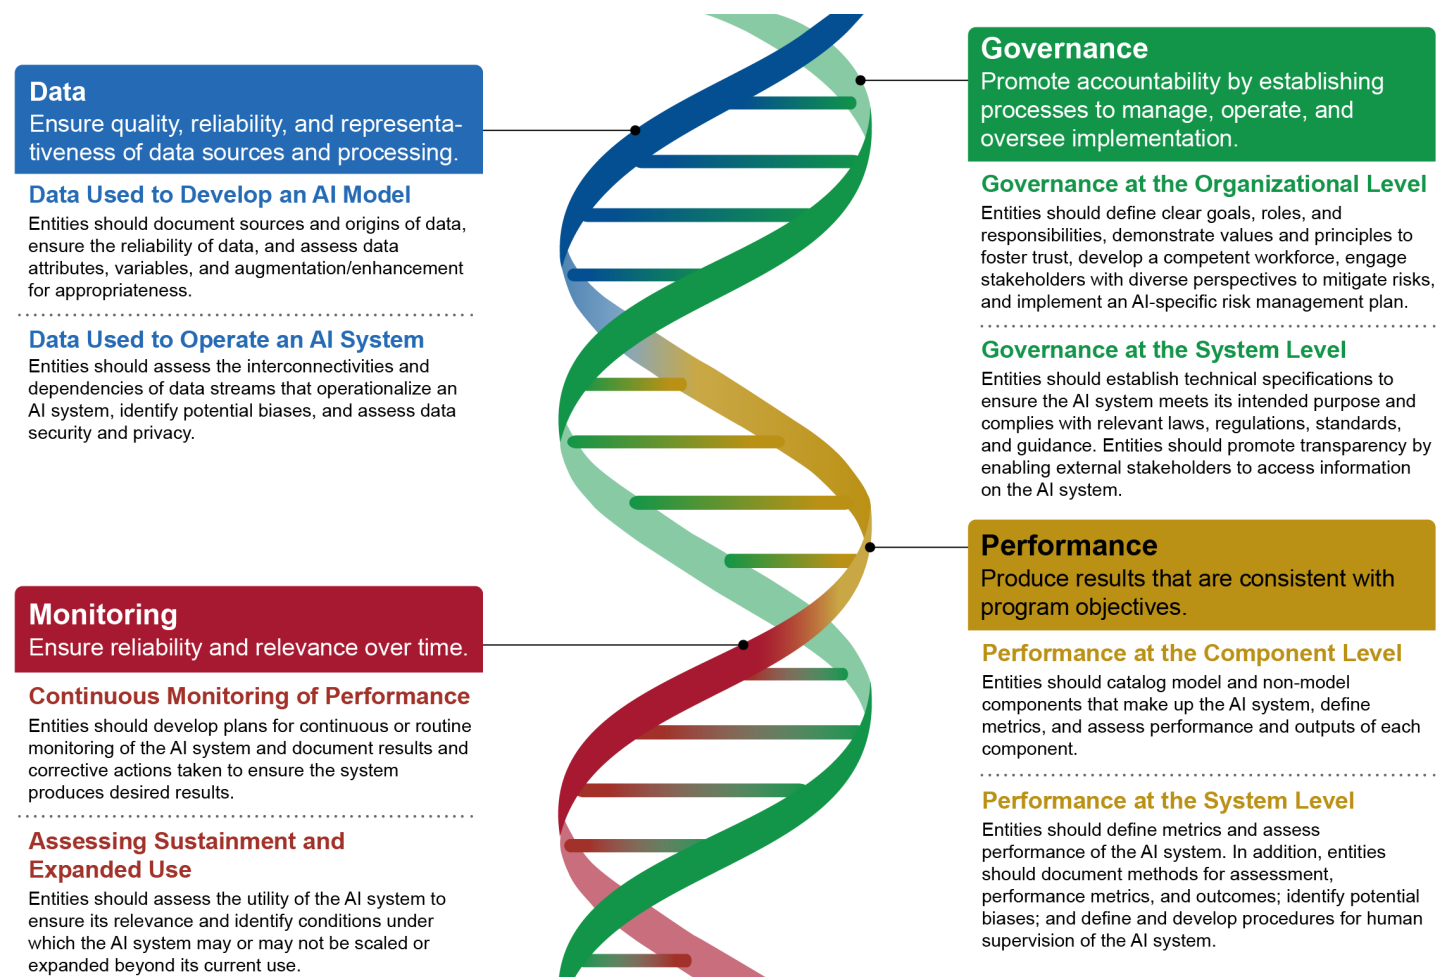 Data
Ensure quality, reliability, and representa-
tiveness of data sources and processing.
Data Used to Develop an AI Model
Entities should document sources and origins of data,
ensure the reliability of data, and assess data
attributes, variables, and augmentation/enhancement
for appropriateness.
Data Used to Operate an AI System
Entities should assess the interconnectivities and
dependencies of data streams that operationalize an
AI system, identify potential biases, and assess data
security and privacy.
Monitoring
Ensure reliability and relevance over time.
Continuous Monitoring of Performance
Entities should develop plans for continuous or routine
monitoring of the AI system and document results and
corrective actions taken to ensure the system
produces desired results.
Assessing Sustainment and
Expanded Use
Entities should assess the utility of the AI system to
ensure its relevance and identify conditions under
which the AI system may or may not be scaled or
expanded beyond its current use.
Governance
Promote accountability by establishing
processes to manage, operate, and
oversee implementation.
Governance at the Organizational Level
Entities should define clear goals, roles, and
responsibilities, demonstrate values and principles to
foster trust, develop a competent workforce, engage
stakeholders with diverse perspectives to mitigate risks,
and implement an AI-specific risk management plan.
Governance at the System Level
Entities should establish technical specifications to
ensure the AI system meets its intended purpose and
complies with relevant laws, regulations, standards,
and guidance. Entities should promote transparency by
enabling external stakeholders to access information
on the AI system.
Performance
Produce results that are consistent with
program objectives.
Performance at the Component Level
Entities should catalog model and non-model
components that make up the AI system, define
metrics, and assess performance and outputs of each
component.
Performance at the System Level
Entities should define metrics and assess
performance of the AI system. In addition, entities
should document methods for assessment,
performance metrics, and outcomes; identify potential
biases; and define and develop procedures for human
supervision of the AI system.